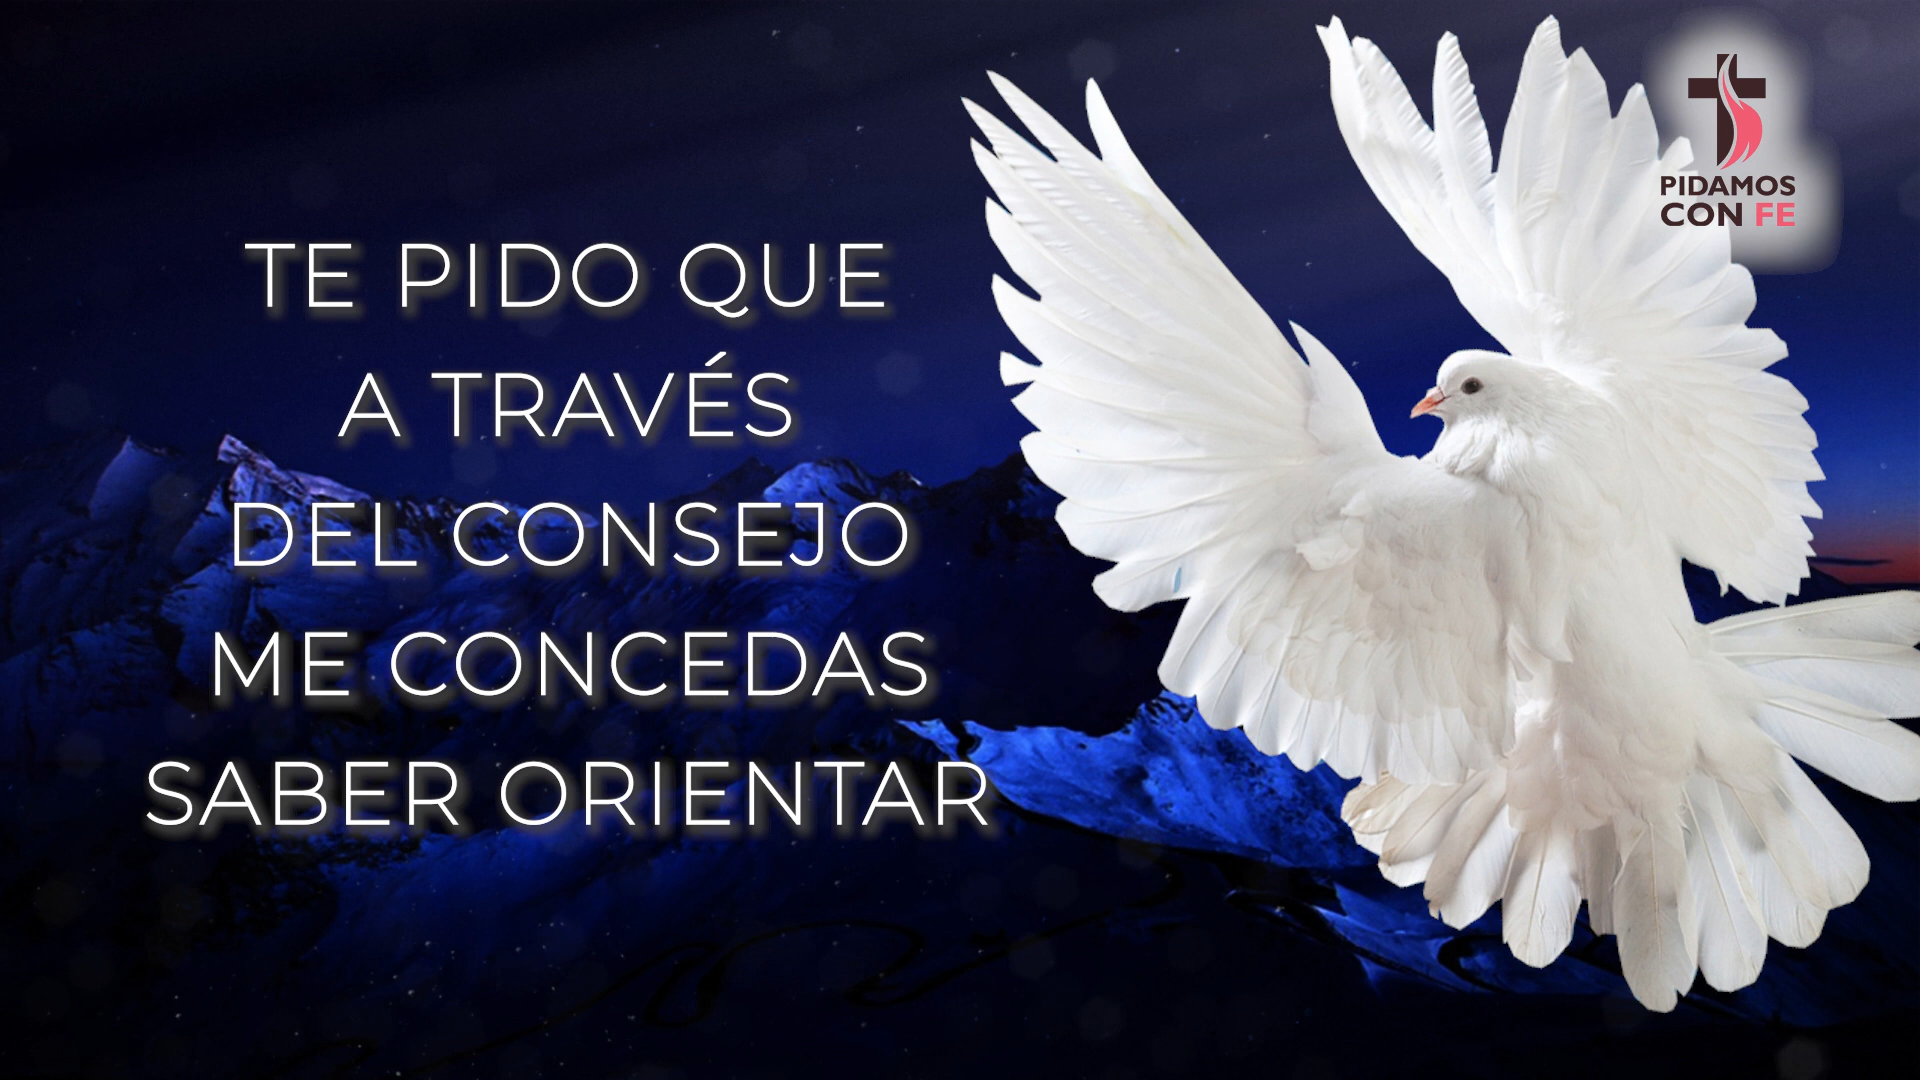 TE PIDO QUE
A TRAVÉS
DEL CONSEJO
ME CONCEDAS
SABER ORIENTAR
PIDAMOS
CON FE